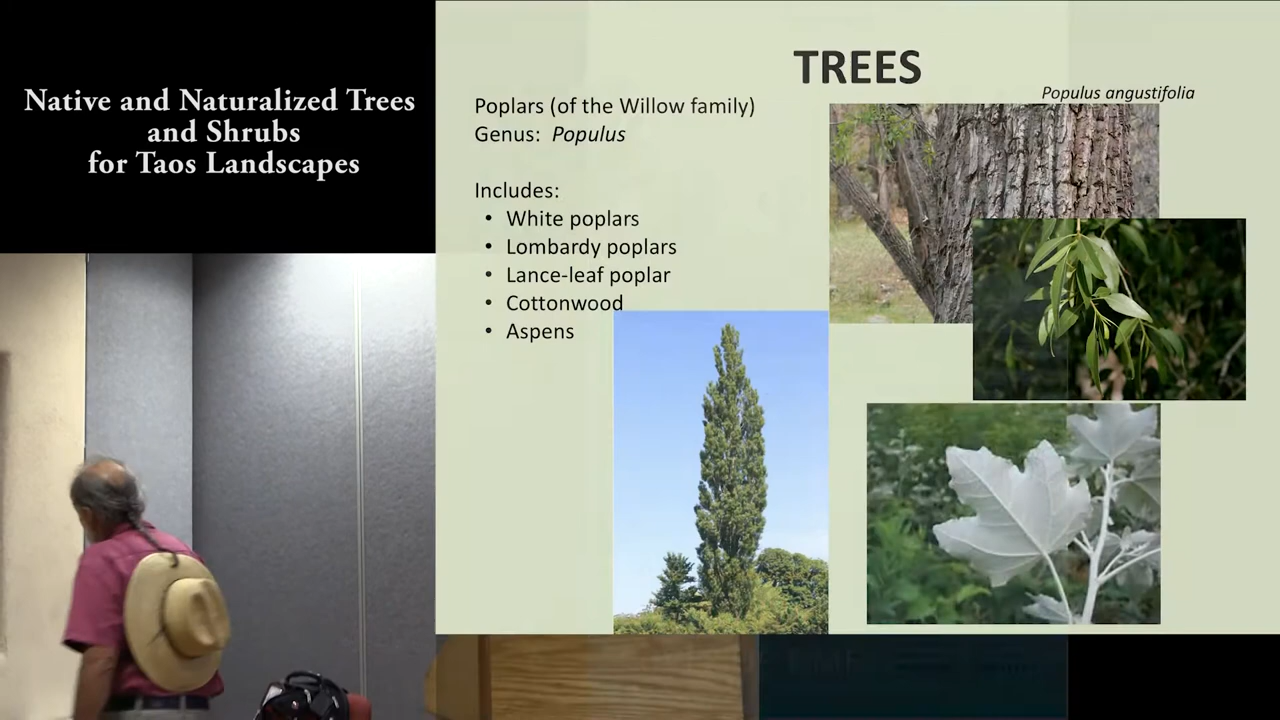 Native and Naturalized Trees
and Shrubs
for Taos Landscapes
TREES
Populus angustifolia
Poplars (of the Willow family)
Genus: Populus
Includes:
• White poplars
• Lombardy poplars
• Lance-leaf poplar
• Cottonwood
• Aspens